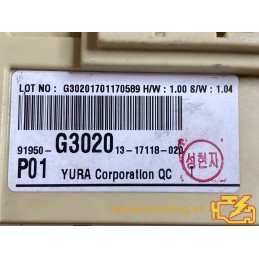 LOT NO : G30201701170589 H/W : 1.00 S/W : 1.04
91950- G3020 13-17118-020
P01 YURA Corporation QC
성현자